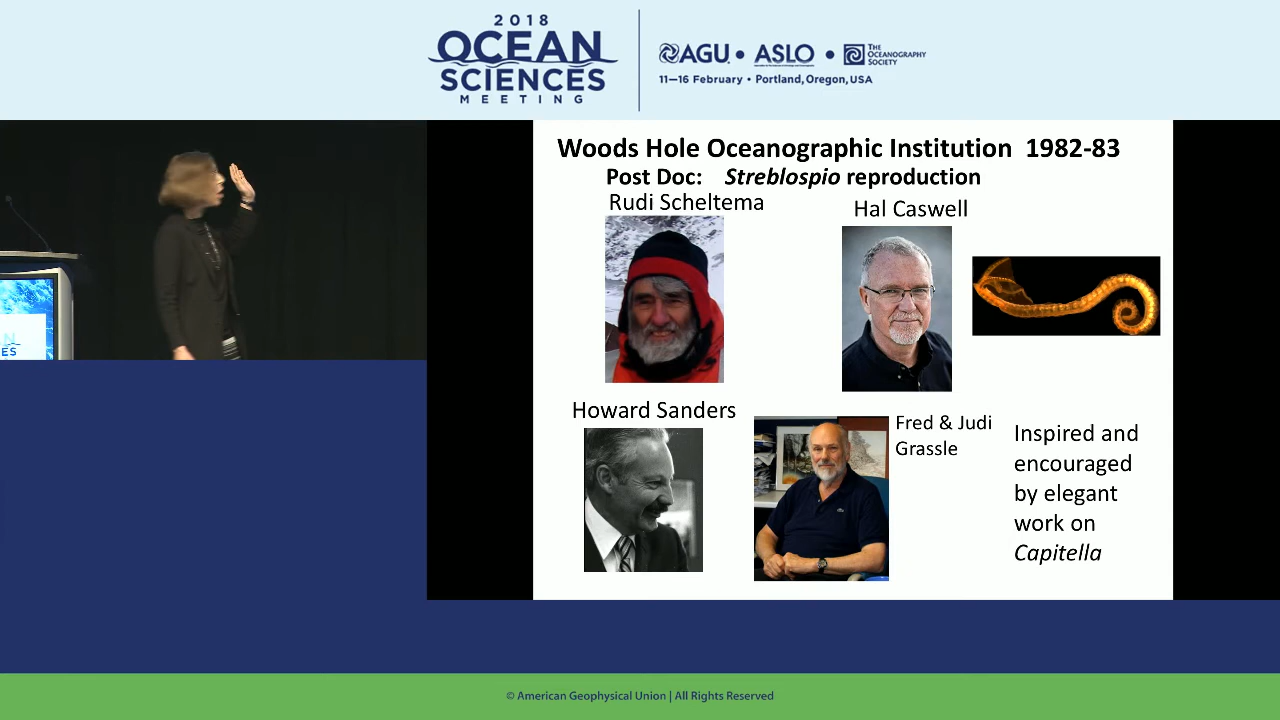 2018
OCEAN
SCIENCES
MEETING
AGU • ASLO • THE OCEANOGRAPHY SOCIETY
11–16 February • Portland, Oregon, USA
Woods Hole Oceanographic Institution 1982-83
Post Doc: Streblospio reproduction
Rudi Scheltema
Hal Caswell
Howard Sanders
Fred & Judi
Grassle
Inspired and
encouraged
by elegant
work on
Capitella
ES
© American Geophysical Union | All Rights Reserved